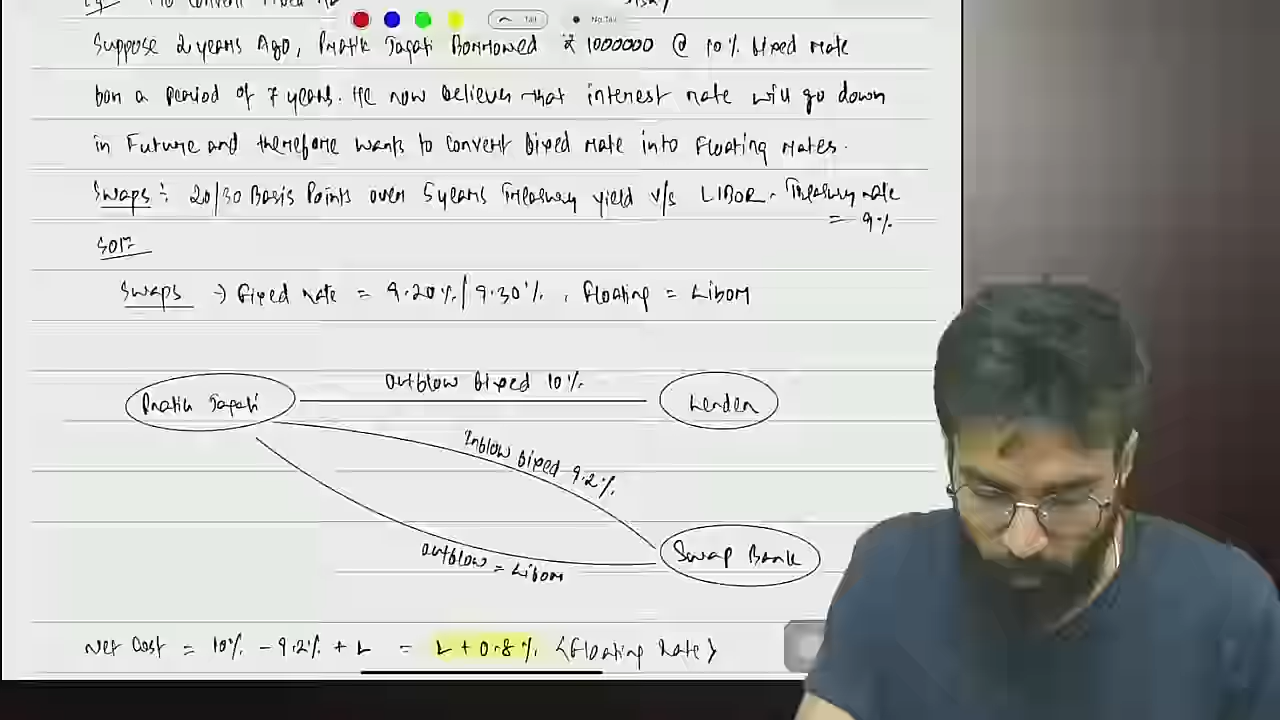 Suppose 2 years Ago, Pratik Jagati Borrowed ₹ 1000000 @ 10% fixed rate
for a period of 7 years. He now believes that interest rate will go down
in Future and therefore wants to convert fixed rate into Floating rates.
Swaps :- 20/30 Basis Points over 5 years Treasury yield v/s LIBOR. Treasury rate
= 9%
Soln
Swaps → Fixed rate = 9.20% / 9.30%, Floating = Libor
Outflow fixed 10%
Pratik Jagati
Lender
Inflow fixed 9.2%
Outflow = Libor
Swap Bank
Net Cost = 10% - 9.2% + L = L + 0.8% (Floating Rate)